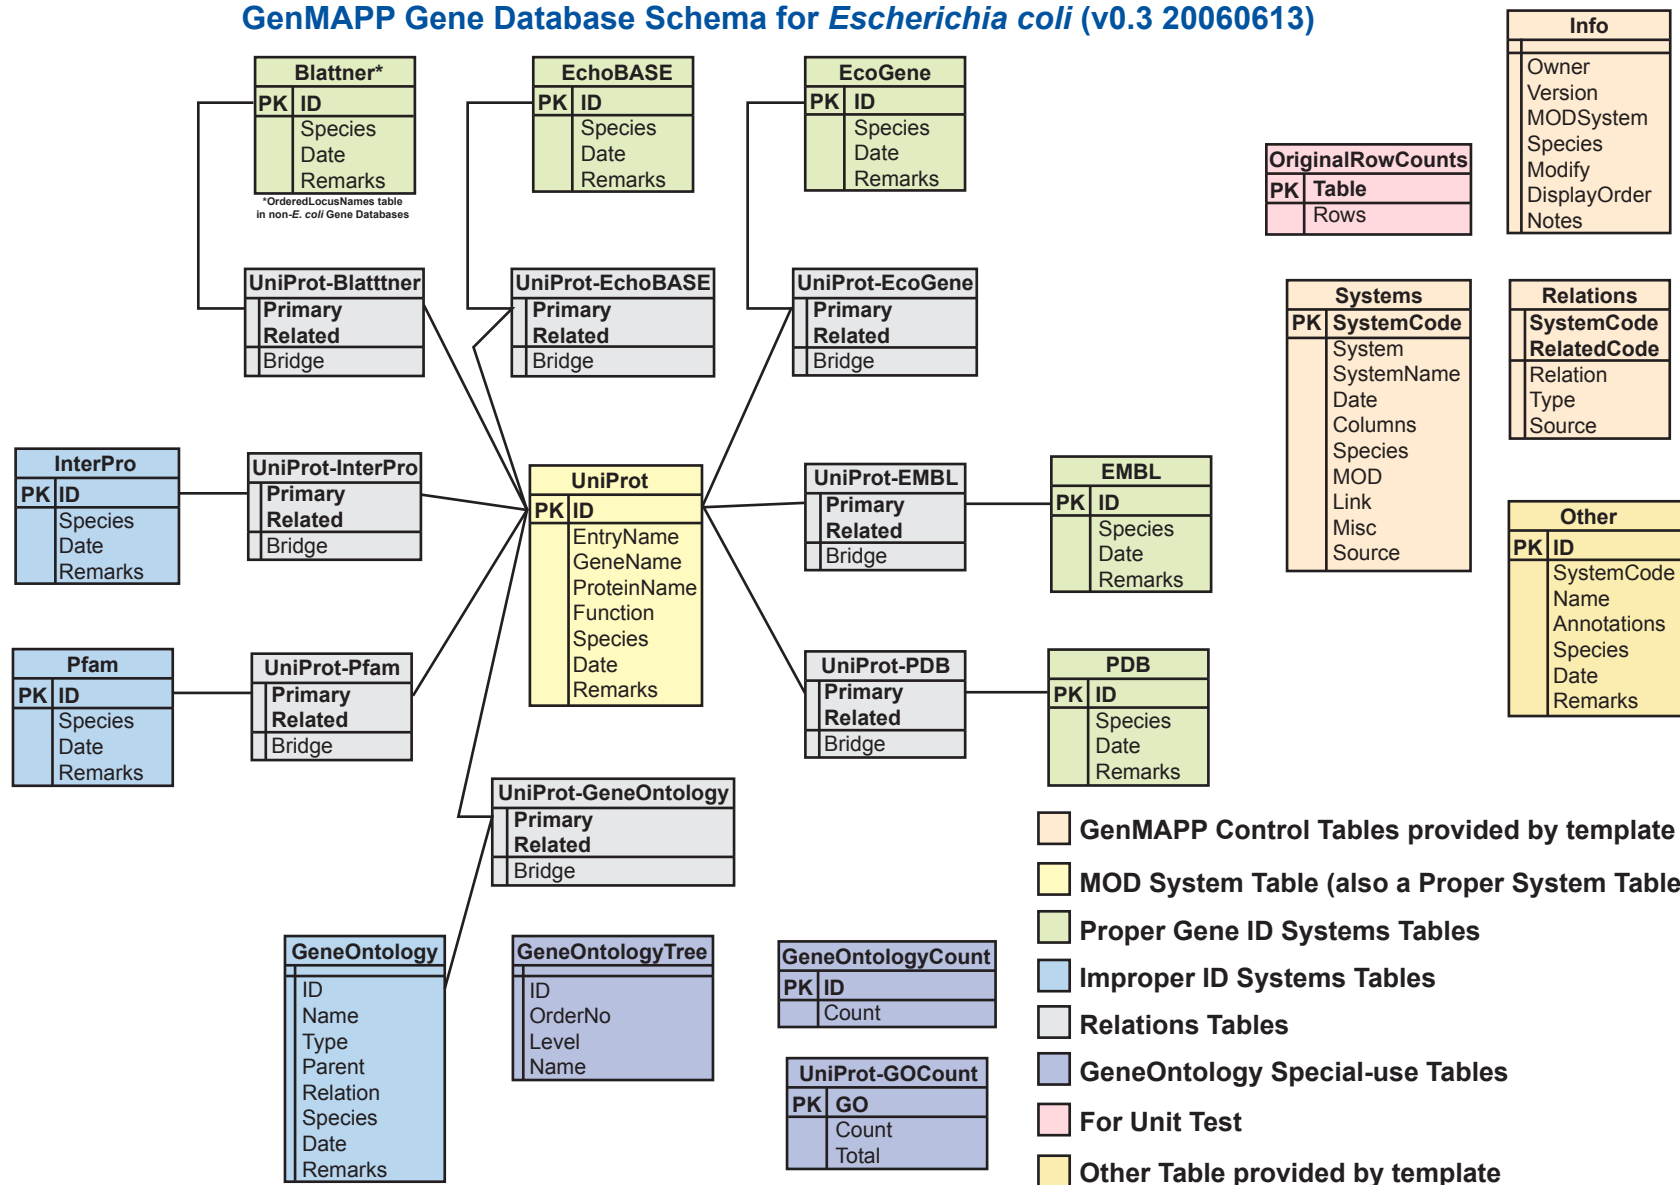 GenMAPP Gene Database Schema for Escherichia coli (v0.3 20060613)
Blattner*
PK ID
Species
Date
Remarks
*OrderedLocusNames table
in non-E. coli Gene Databases
EchoBASE
PK ID
Species
Date
Remarks
EcoGene
PK ID
Species
Date
Remarks
OriginalRowCounts
PK Table
Rows
Info
Owner
Version
MODSystem
Species
Modify
DisplayOrder
Notes
UniProt-Blatttner
Primary
Related
Bridge
UniProt-EchoBASE
Primary
Related
Bridge
UniProt-EcoGene
Primary
Related
Bridge
Systems
PK SystemCode
System
SystemName
Date
Columns
Species
MOD
Link
Misc
Source
Relations
SystemCode
RelatedCode
Relation
Type
Source
InterPro
PK ID
Species
Date
Remarks
UniProt-InterPro
Primary
Related
Bridge
UniProt
PK ID
EntryName
GeneName
ProteinName
Function
Species
Date
Remarks
UniProt-EMBL
Primary
Related
Bridge
EMBL
PK ID
Species
Date
Remarks
Other
PK ID
SystemCode
Name
Annotations
Species
Date
Remarks
Pfam
PK ID
Species
Date
Remarks
UniProt-Pfam
Primary
Related
Bridge
UniProt-PDB
Primary
Related
Bridge
PDB
PK ID
Species
Date
Remarks
UniProt-GeneOntology
Primary
Related
Bridge
GeneOntology
ID
Name
Type
Parent
Relation
Species
Date
Remarks
GeneOntologyTree
ID
OrderNo
Level
Name
GeneOntologyCount
PK ID
Count
UniProt-GOCount
PK GO
Count
Total
GenMAPP Control Tables provided by template
MOD System Table (also a Proper System Table
Proper Gene ID Systems Tables
Improper ID Systems Tables
Relations Tables
GeneOntology Special-use Tables
For Unit Test
Other Table provided by template